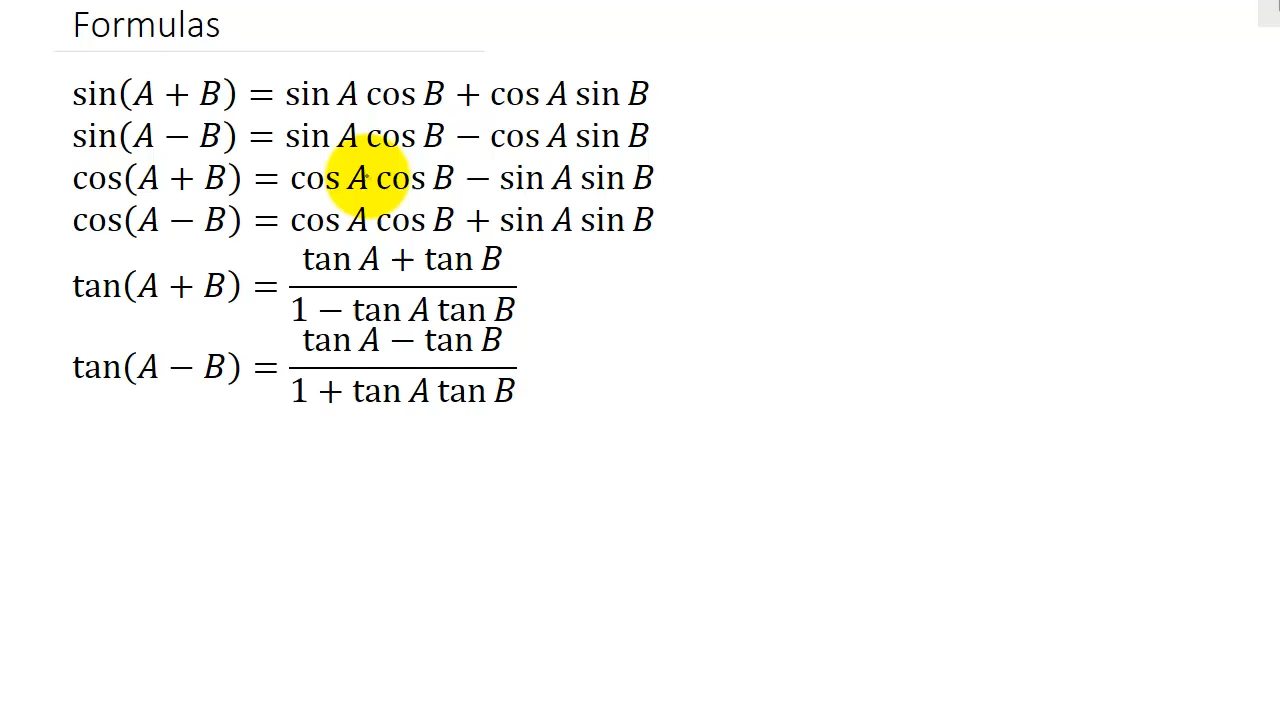 Formulas
sin(A + B) = sin A cos B + cos A sin B
sin(A − B) = sin A cos B − cos A sin B
cos(A + B) = cos A cos B − sin A sin B
cos(A − B) = cos A cos B + sin A sin B
tan(A + B) = (tan A + tan B) / (1 − tan A tan B)
tan(A − B) = (tan A − tan B) / (1 + tan A tan B)